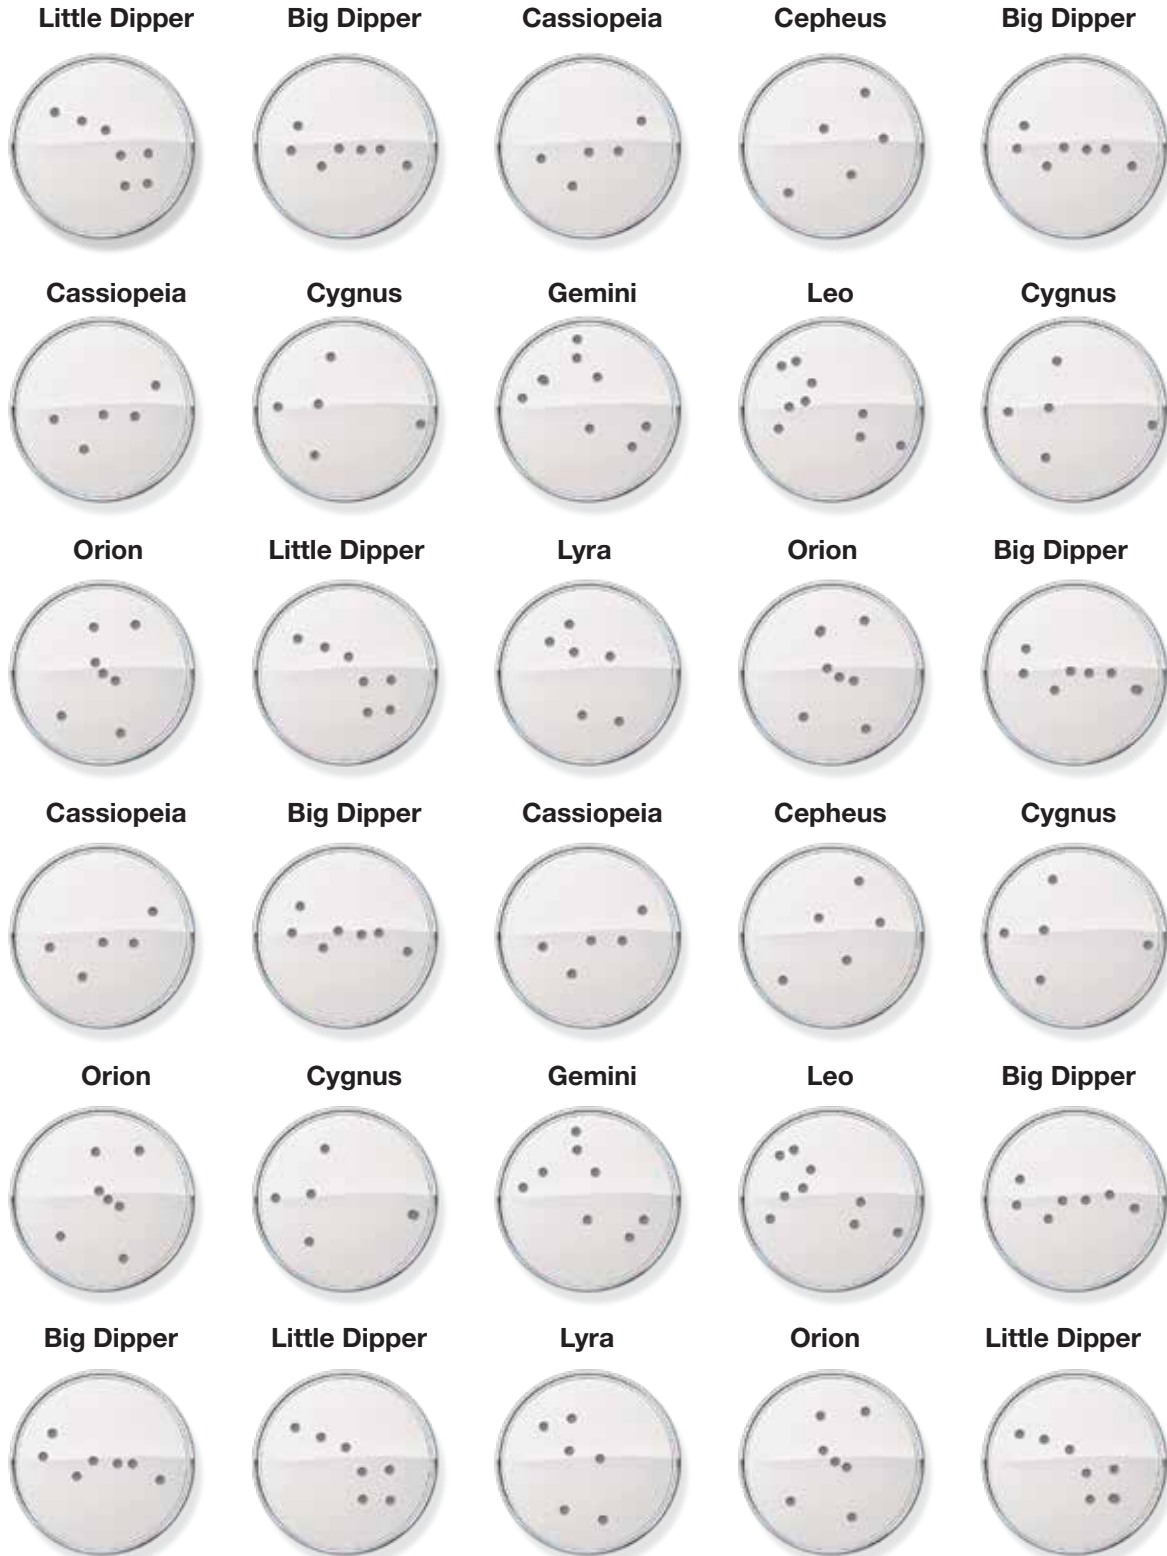 Little Dipper Big Dipper Cassiopeia Cepheus Big Dipper
Cassiopeia Cygnus Gemini Leo Cygnus
Orion Little Dipper Lyra Orion Big Dipper
Cassiopeia Big Dipper Cassiopeia Cepheus Cygnus
Orion Cygnus Gemini Leo Big Dipper
Big Dipper Little Dipper Lyra Orion Little Dipper